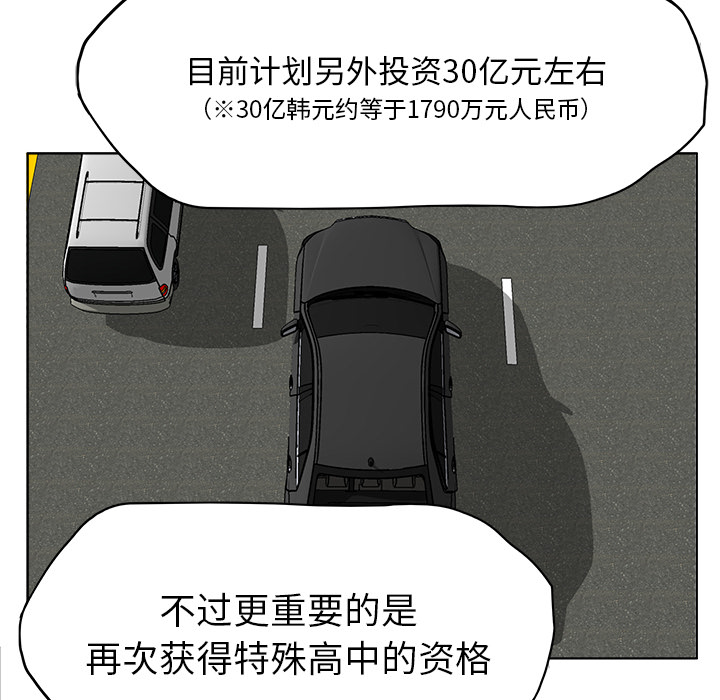 目前计划另外投资30亿元左右
（※30亿韩元约等于1790万元人民币）
不过更重要的是
再次获得特殊高中的资格